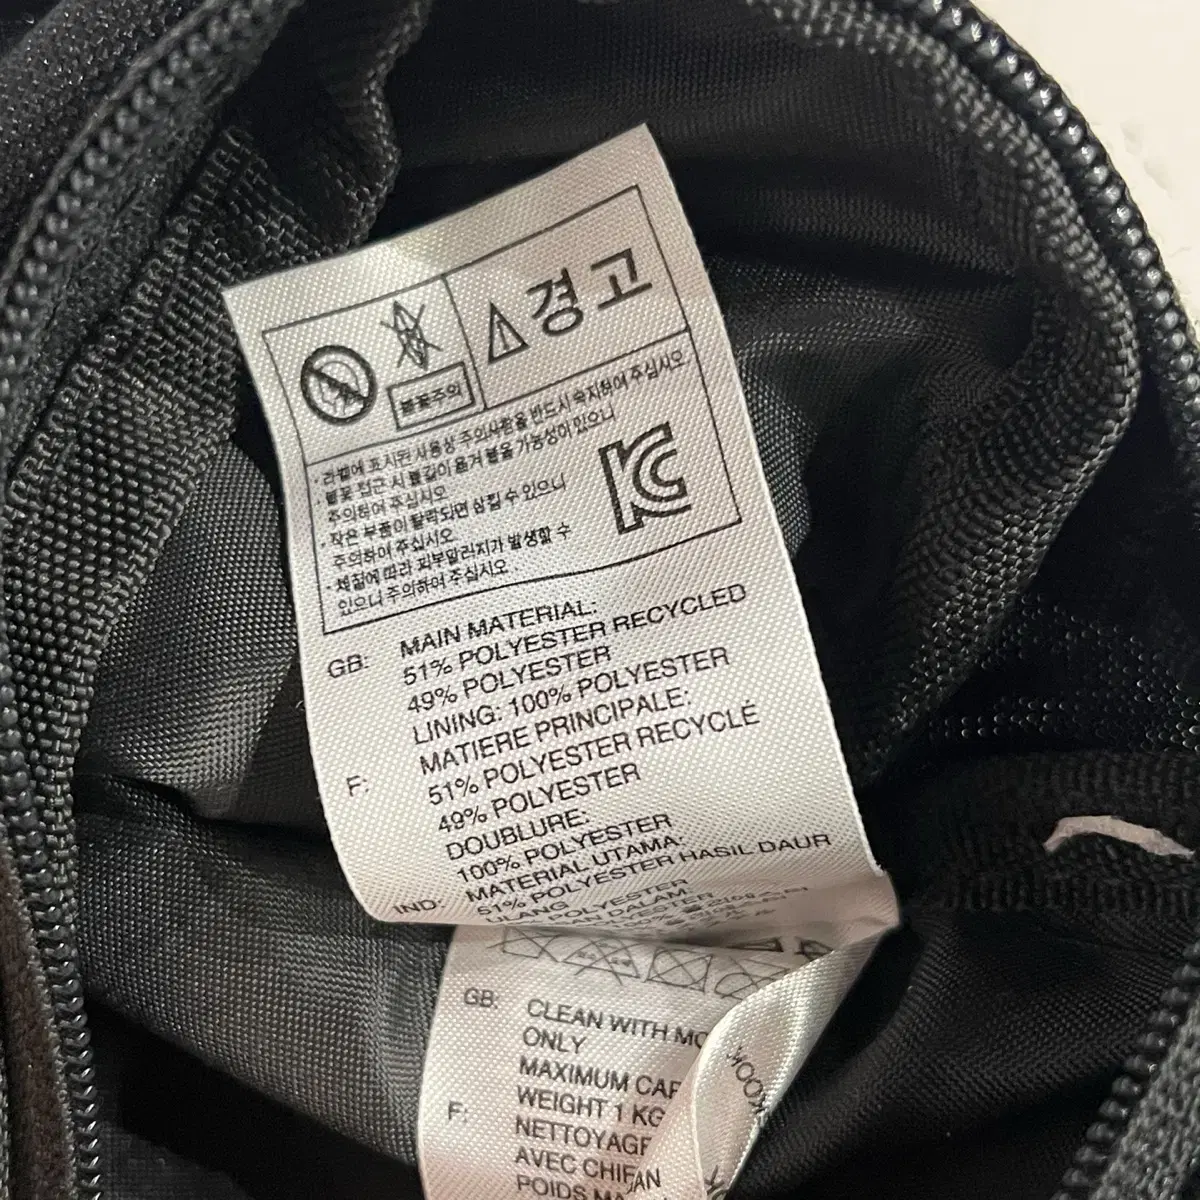 경고
불꽃주의
· 라벨에 표시된 사용상 주의사항을 반드시 숙지하여 주십시오
· 불꽃 접근 시 불길이 옮겨 붙을 가능성이 있으니
주의하여 주십시오
· 작은 부품이 탈락되면 삼킬 수 있으니
주의하여 주십시오
· 재질에 따라 피부알러지가 발생할 수
있으니 주의하여 주십시오
KC
GB: MAIN MATERIAL:
51% POLYESTER RECYCLED
49% POLYESTER
LINING: 100% POLYESTER
F: MATIERE PRINCIPALE:
51% POLYESTER RECYCLÉ
49% POLYESTER
DOUBLURE:
100% POLYESTER
IND: MATERIAL UTAMA:
51% POLYESTER HASIL DAUR
ULANG POLYESTER
DALAM:
GB: CLEAN WITH
ONLY
MAXIMUM
WEIGHT 1 KG
F: NETTOYAGE
AVEC
POIDS